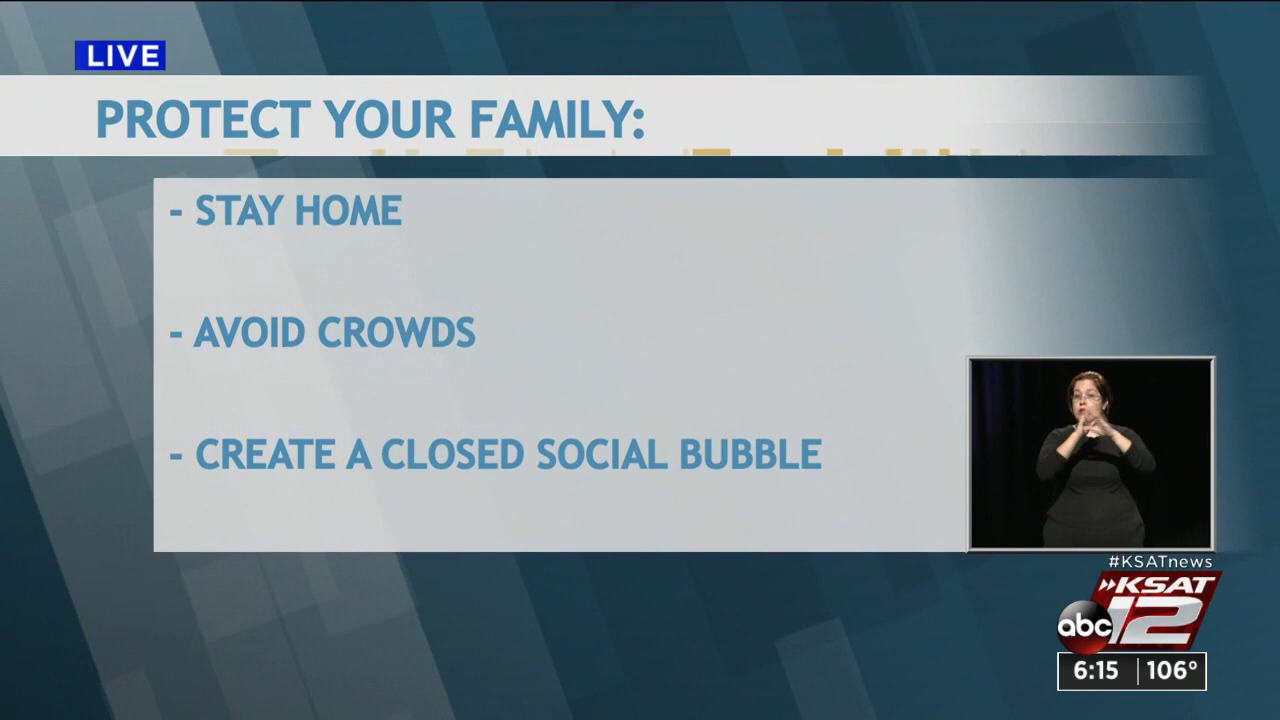 LIVE
PROTECT YOUR FAMILY:
- STAY HOME
- AVOID CROWDS
- CREATE A CLOSED SOCIAL BUBBLE
#KSATnews
KSAT
abc 12
6:15 106°